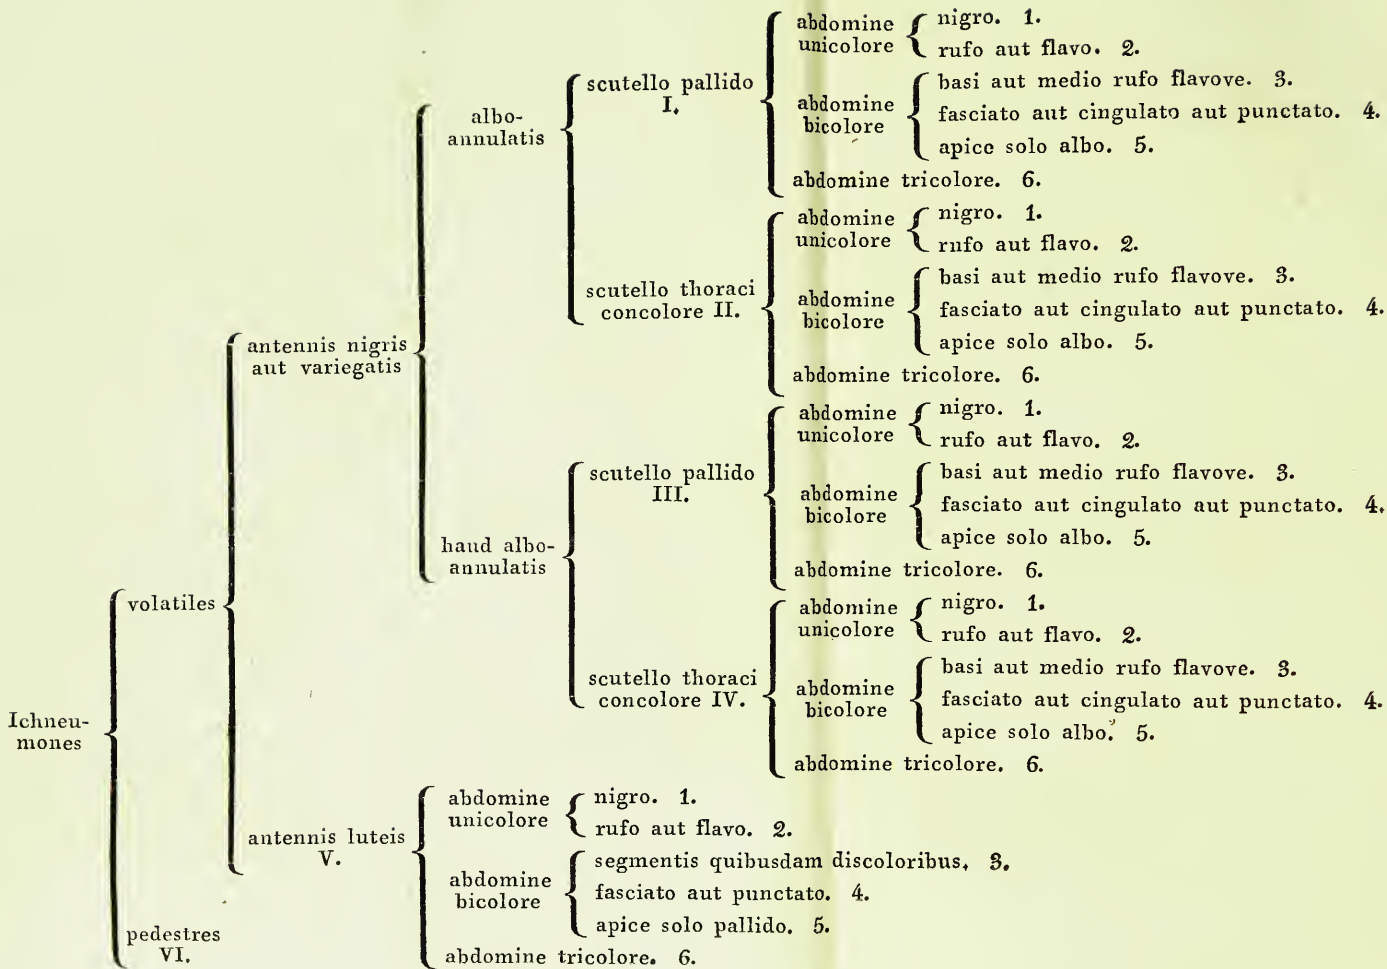 Ichneu-
mones
volatiles
antennis nigris
aut variegatis
albo-
annulatis
scutello pallido
I.
abdomine
unicolore
nigro. 1.
rufo aut flavo. 2.
abdomine
bicolore
basi aut medio rufo flavove. 3.
fasciato aut cingulato aut punctato. 4.
apice solo albo. 5.
abdomine tricolore. 6.
scutello thoraci
concolore II.
abdomine
unicolore
nigro. 1.
rufo aut flavo. 2.
abdomine
bicolore
basi aut medio rufo flavove. 3.
fasciato aut cingulato aut punctato. 4.
apice solo albo. 5.
abdomine tricolore. 6.
haud albo-
annulatis
scutello pallido
III.
abdomine
unicolore
nigro. 1.
rufo aut flavo. 2.
abdomine
bicolore
basi aut medio rufo flavove. 3.
fasciato aut cingulato aut punctato. 4.
apice solo albo. 5.
abdomine tricolore. 6.
scutello thoraci
concolore IV.
abdomine
unicolore
nigro. 1.
rufo aut flavo. 2.
abdomine
bicolore
basi aut medio rufo flavove. 3.
fasciato aut cingulato aut punctato. 4.
apice solo albo. 5.
abdomine tricolore. 6.
antennis luteis
V.
abdomine
unicolore
nigro. 1.
rufo aut flavo. 2.
abdomine
bicolore
segmentis quibusdam discoloribus. 3.
fasciato aut punctato. 4.
apice solo pallido. 5.
abdomine tricolore. 6.
pedestres
VI.